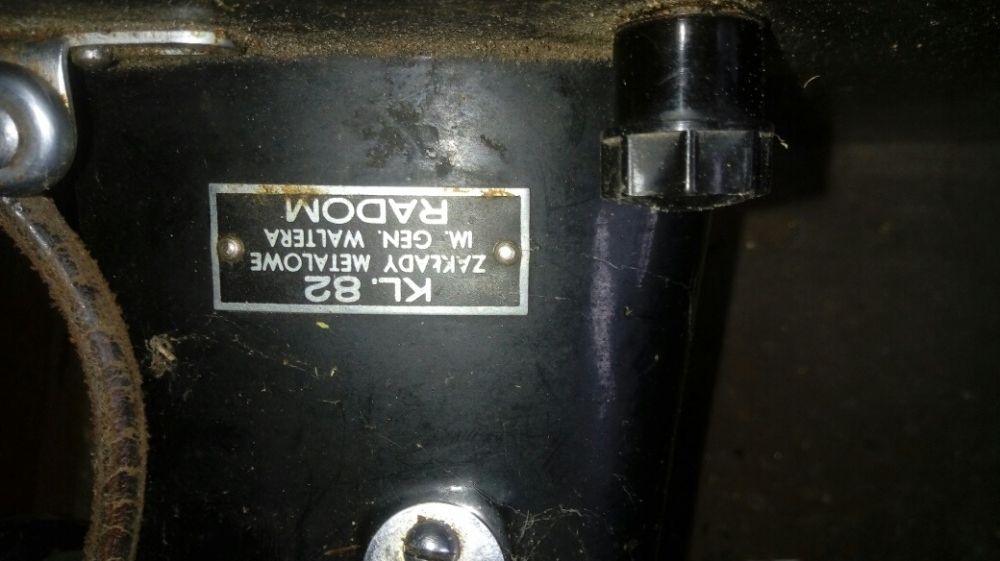 KL. 82
ZAKŁADY METALOWE
IM. GEN. WALTERA
RADOM